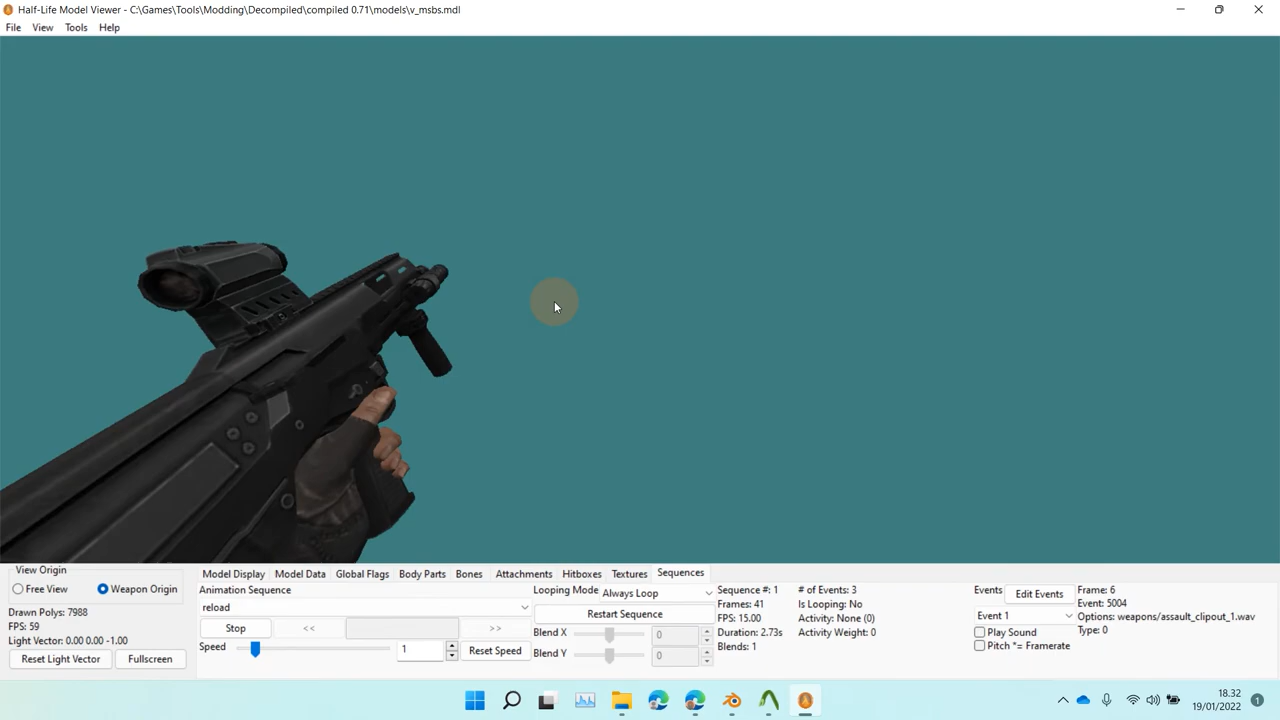 Half-Life Model Viewer - C:\Games\Tools\Modding\Decompiled\compiled 0.71\models\v_msbs.mdl
File View Tools Help
View Origin
Free View Weapon Origin
Drawn Polys: 7988
FPS: 59
Light Vector: 0.00 0.00 -1.00
Reset Light Vector Fullscreen
Model Display Model Data Global Flags Body Parts Bones Attachments Hitboxes Textures Sequences
Animation Sequence
reload
Stop << >>
Speed 1 Reset Speed
Looping Mode Always Loop
Restart Sequence
Blend X 0
Blend Y 0
Sequence #: 1
Frames: 41
FPS: 15.00
Duration: 2.73s
Blends: 1
# of Events: 3
Is Looping: No
Activity: None (0)
Activity Weight: 0
Events Edit Events
Event 1
Play Sound
Pitch *= Framerate
Frame: 6
Event: 5004
Options: weapons/assault_clipout_1.wav
Type: 0
18.32
19/01/2022
1